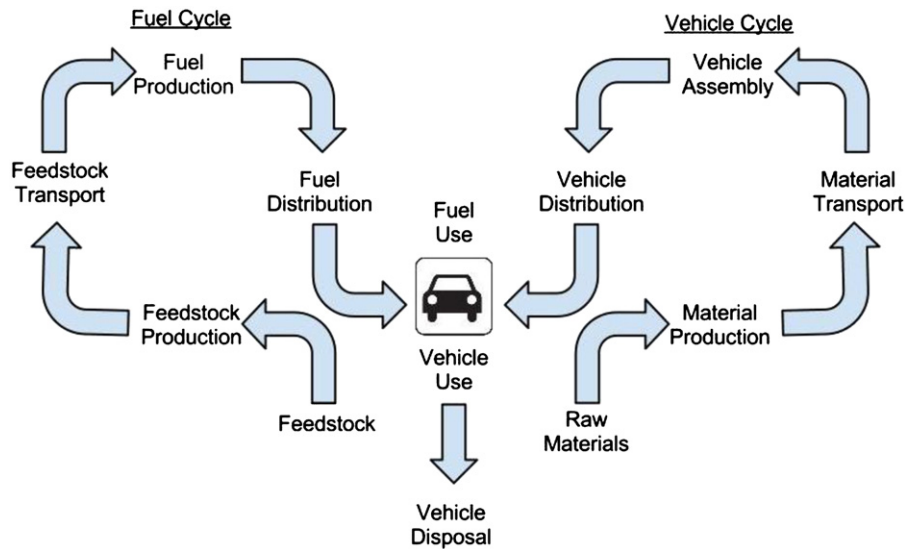 Fuel Cycle
Vehicle Cycle
Fuel
Production
Vehicle
Assembly
Feedstock
Transport
Fuel
Distribution
Vehicle
Distribution
Material
Transport
Fuel
Use
Feedstock
Production
Material
Production
Vehicle
Use
Feedstock
Raw
Materials
Vehicle
Disposal